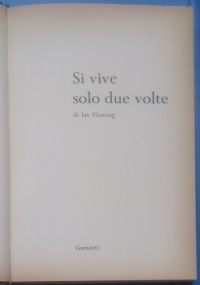 Si vive
solo due volte
di Ian Fleming
Garzanti